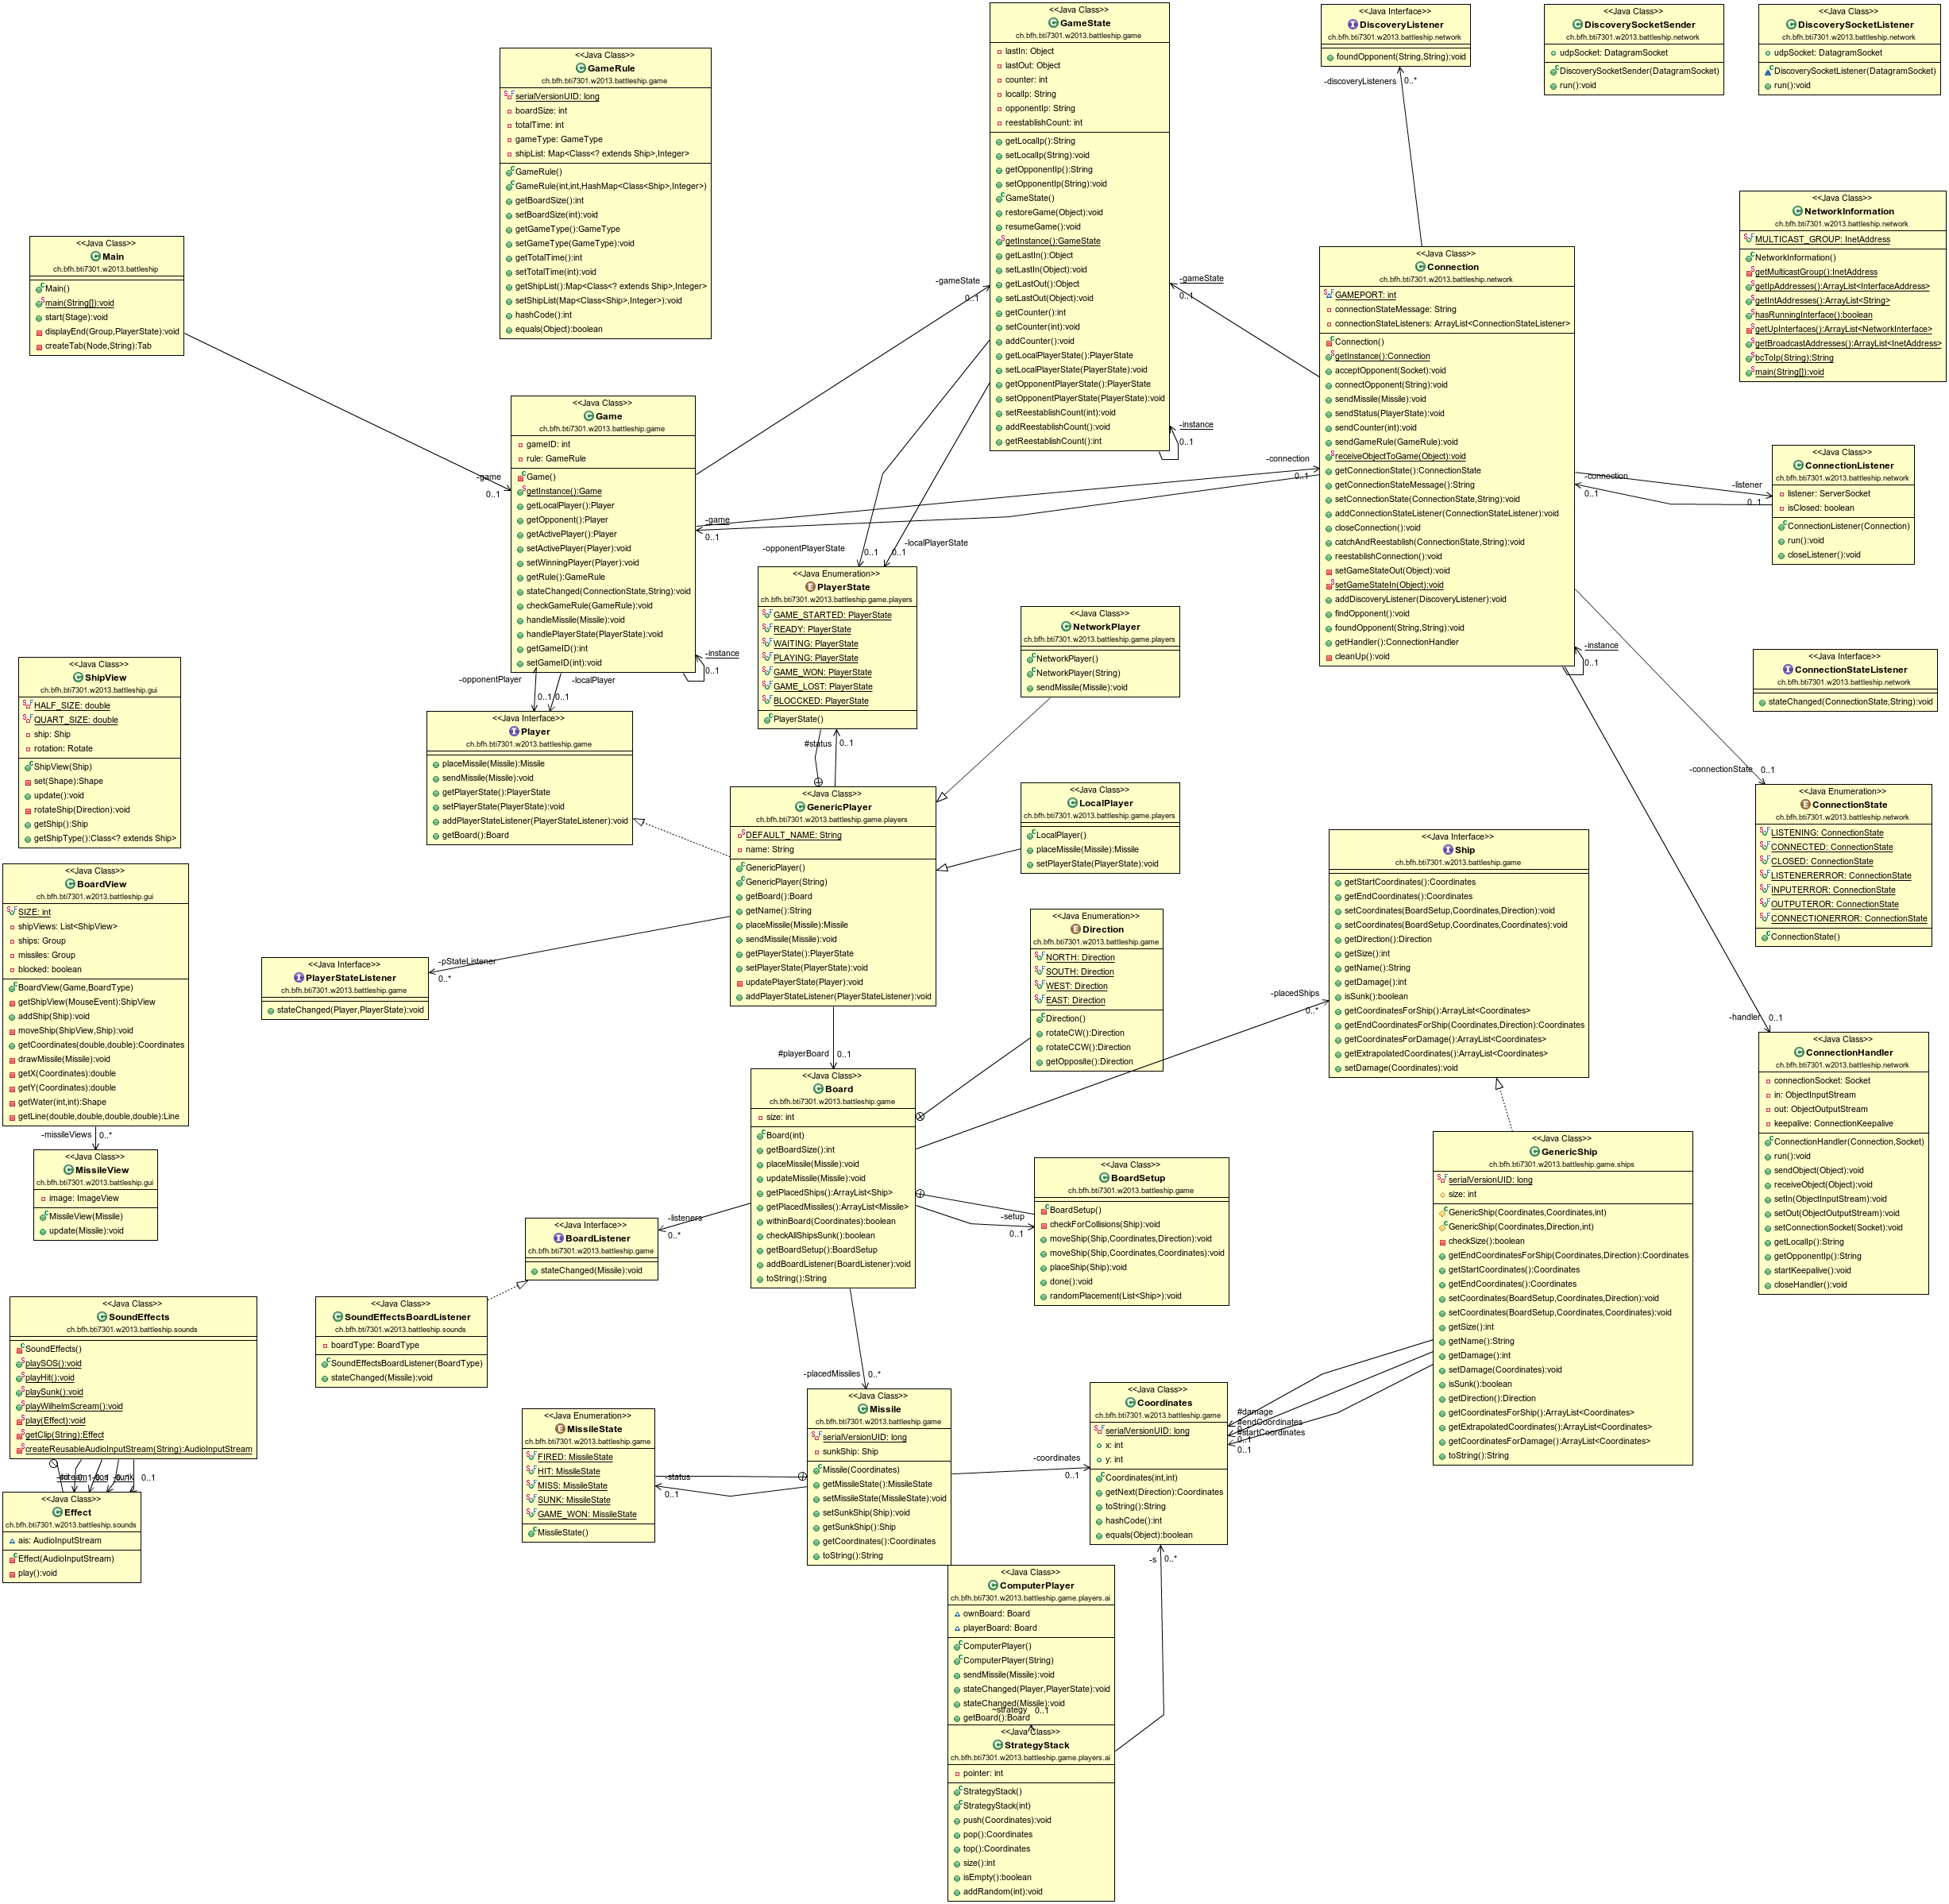 <<Java Class>>
GameState
ch.bfh.bti7301.w2013.battleship.game
lastIn: Object
lastOut: Object
counter: int
localIp: String
opponentIp: String
reestablishCount: int
getLocalIp():String
setLocalIp(String):void
getOpponentIp():String
setOpponentIp(String):void
GameState()
restoreGame(Object):void
resumeGame():void
getInstance():GameState
getLastIn():Object
setLastIn(Object):void
getLastOut():Object
setLastOut(Object):void
getCounter():int
setCounter(int):void
addCounter():void
getLocalPlayerState():PlayerState
setLocalPlayerState(PlayerState):void
getOpponentPlayerState():PlayerState
setOpponentPlayerState(PlayerState):void
setReestablishCount(int):void
addReestablishCount():void
getReestablishCount():int
-instance
0..1
<<Java Interface>>
DiscoveryListener
ch.bfh.bti7301.w2013.battleship.network
foundOpponent(String,String):void
-discoveryListeners
0..*
<<Java Class>>
DiscoverySocketSender
ch.bfh.bti7301.w2013.battleship.network
udpSocket: DatagramSocket
DiscoverySocketSender(DatagramSocket)
run():void
<<Java Class>>
DiscoverySocketListener
ch.bfh.bti7301.w2013.battleship.network
udpSocket: DatagramSocket
DiscoverySocketListener(DatagramSocket)
run():void
<<Java Class>>
GameRule
ch.bfh.bti7301.w2013.battleship.game
serialVersionUID: long
boardSize: int
totalTime: int
gameType: GameType
shipList: Map<Class<? extends Ship>,Integer>
GameRule()
GameRule(int,int,HashMap<Class<Ship>,Integer>)
getBoardSize():int
setBoardSize(int):void
getGameType():GameType
setGameType(GameType):void
getTotalTime():int
setTotalTime(int):void
getShipList():Map<Class<? extends Ship>,Integer>
setShipList(Map<Class<Ship>,Integer>):void
hashCode():int
equals(Object):boolean
<<Java Class>>
NetworkInformation
ch.bfh.bti7301.w2013.battleship.network
MULTICAST_GROUP: InetAddress
NetworkInformation()
getMulticastGroup():InetAddress
getIpAddresses():ArrayList<InterfaceAddress>
getIntAddresses():ArrayList<String>
hasRunningInterface():boolean
getUpInterfaces():ArrayList<NetworkInterface>
getBroadcastAddresses():ArrayList<InetAddress>
bcToIp(String):String
main(String[]):void
<<Java Class>>
Main
ch.bfh.bti7301.w2013.battleship
Main()
main(String[]):void
start(Stage):void
displayEnd(Group,PlayerState):void
createTab(Node,String):Tab
-game
0..1
-gameState
0..1
-gameState
0..1
<<Java Class>>
Connection
ch.bfh.bti7301.w2013.battleship.network
GAMEPORT: int
connectionStateMessage: String
connectionStateListeners: ArrayList<ConnectionStateListener>
Connection()
getInstance():Connection
acceptOpponent(Socket):void
connectOpponent(String):void
sendMissile(Missile):void
sendStatus(PlayerState):void
sendCounter(int):void
sendGameRule(GameRule):void
receiveObjectToGame(Object):void
getConnectionState():ConnectionState
getConnectionStateMessage():String
setConnectionState(ConnectionState,String):void
addConnectionStateListener(ConnectionStateListener):void
closeConnection():void
catchAndReestablish(ConnectionState,String):void
reestablishConnection():void
setGameStateOut(Object):void
setGameStateIn(Object):void
addDiscoveryListener(DiscoveryListener):void
findOpponent():void
foundOpponent(String,String):void
getHandler():ConnectionHandler
cleanUp():void
-instance
0..1
-connection
0..1
-game
0..1
<<Java Class>>
Game
ch.bfh.bti7301.w2013.battleship.game
gameID: int
rule: GameRule
Game()
getInstance():Game
getLocalPlayer():Player
getOpponent():Player
getActivePlayer():Player
setActivePlayer(Player):void
setWinningPlayer(Player):void
getRule():GameRule
stateChanged(ConnectionState,String):void
checkGameRule(GameRule):void
handleMissile(Missile):void
handlePlayerState(PlayerState):void
getGameID():int
setGameID(int):void
-instance
0..1
-opponentPlayer
0..1
-localPlayer
0..1
<<Java Class>>
ConnectionListener
ch.bfh.bti7301.w2013.battleship.network
listener: ServerSocket
isClosed: boolean
ConnectionListener(Connection)
run():void
closeListener():void
-connection
0..1
-listener
0..1
-opponentPlayerState
0..1
-localPlayerState
0..1
<<Java Enumeration>>
PlayerState
ch.bfh.bti7301.w2013.battleship.game.players
GAME_STARTED: PlayerState
READY: PlayerState
WAITING: PlayerState
PLAYING: PlayerState
GAME_WON: PlayerState
GAME_LOST: PlayerState
BLOCCKED: PlayerState
PlayerState()
#status
0..1
<<Java Class>>
NetworkPlayer
ch.bfh.bti7301.w2013.battleship.game.players
NetworkPlayer()
NetworkPlayer(String)
sendMissile(Missile):void
<<Java Interface>>
ConnectionStateListener
ch.bfh.bti7301.w2013.battleship.network
stateChanged(ConnectionState,String):void
<<Java Class>>
ShipView
ch.bfh.bti7301.w2013.battleship.gui
HALF_SIZE: double
QUART_SIZE: double
ship: Ship
rotation: Rotate
ShipView(Ship)
set(Shape):Shape
update():void
rotateShip(Direction):void
getShip():Ship
getShipType():Class<? extends Ship>
<<Java Interface>>
Player
ch.bfh.bti7301.w2013.battleship.game
placeMissile(Missile):Missile
sendMissile(Missile):void
getPlayerState():PlayerState
setPlayerState(PlayerState):void
addPlayerStateListener(PlayerStateListener):void
getBoard():Board
<<Java Class>>
GenericPlayer
ch.bfh.bti7301.w2013.battleship.game.players
DEFAULT_NAME: String
name: String
GenericPlayer()
GenericPlayer(String)
getBoard():Board
getName():String
placeMissile(Missile):Missile
sendMissile(Missile):void
getPlayerState():PlayerState
setPlayerState(PlayerState):void
updatePlayerState(Player):void
addPlayerStateListener(PlayerStateListener):void
<<Java Class>>
LocalPlayer
ch.bfh.bti7301.w2013.battleship.game.players
LocalPlayer()
placeMissile(Missile):Missile
setPlayerState(PlayerState):void
-connectionState
0..1
<<Java Enumeration>>
ConnectionState
ch.bfh.bti7301.w2013.battleship.network
LISTENING: ConnectionState
CONNECTED: ConnectionState
CLOSED: ConnectionState
LISTENERERROR: ConnectionState
INPUTERROR: ConnectionState
OUTPUTEROR: ConnectionState
CONNECTIONERROR: ConnectionState
ConnectionState()
<<Java Interface>>
Ship
ch.bfh.bti7301.w2013.battleship.game
getStartCoordinates():Coordinates
getEndCoordinates():Coordinates
setCoordinates(BoardSetup,Coordinates,Direction):void
setCoordinates(BoardSetup,Coordinates,Coordinates):void
getDirection():Direction
getSize():int
getName():String
getDamage():int
isSunk():boolean
getCoordinatesForShip():ArrayList<Coordinates>
getEndCoordinatesForShip(Coordinates,Direction):Coordinates
getCoordinatesForDamage():ArrayList<Coordinates>
getExtrapolatedCoordinates():ArrayList<Coordinates>
setDamage(Coordinates):void
<<Java Class>>
BoardView
ch.bfh.bti7301.w2013.battleship.gui
SIZE: int
shipViews: List<ShipView>
ships: Group
missiles: Group
blocked: boolean
BoardView(Game,BoardType)
getShipView(MouseEvent):ShipView
addShip(Ship):void
moveShip(ShipView,Ship):void
getCoordinates(double,double):Coordinates
drawMissile(Missile):void
getX(Coordinates):double
getY(Coordinates):double
getWater(int,int):Shape
getLine(double,double,double,double):Line
-missileViews
0..*
<<Java Class>>
MissileView
ch.bfh.bti7301.w2013.battleship.gui
image: ImageView
MissileView(Missile)
update(Missile):void
<<Java Interface>>
PlayerStateListener
ch.bfh.bti7301.w2013.battleship.game
stateChanged(Player,PlayerState):void
-pStateListener
0..*
<<Java Enumeration>>
Direction
ch.bfh.bti7301.w2013.battleship.game
NORTH: Direction
SOUTH: Direction
WEST: Direction
EAST: Direction
Direction()
rotateCW():Direction
rotateCCW():Direction
getOpposite():Direction
-placedShips
0..*
#playerBoard
0..1
<<Java Class>>
Board
ch.bfh.bti7301.w2013.battleship.game
size: int
Board(int)
getBoardSize():int
placeMissile(Missile):void
updateMissile(Missile):void
getPlacedShips():ArrayList<Ship>
getPlacedMissiles():ArrayList<Missile>
withinBoard(Coordinates):boolean
checkAllShipsSunk():boolean
getBoardSetup():BoardSetup
addBoardListener(BoardListener):void
toString():String
-handler
0..1
<<Java Class>>
ConnectionHandler
ch.bfh.bti7301.w2013.battleship.network
connectionSocket: Socket
in: ObjectInputStream
out: ObjectOutputStream
keepalive: ConnectionKeepalive
ConnectionHandler(Connection,Socket)
run():void
sendObject(Object):void
receiveObject(Object):void
setIn(ObjectInputStream):void
setOut(ObjectOutputStream):void
setConnectionSocket(Socket):void
getLocalIp():String
getOpponentIp():String
startKeepalive():void
closeHandler():void
<<Java Class>>
GenericShip
ch.bfh.bti7301.w2013.battleship.game.ships
serialVersionUID: long
size: int
GenericShip(Coordinates,Coordinates,int)
GenericShip(Coordinates,Direction,int)
checkSize():boolean
getEndCoordinatesForShip(Coordinates,Direction):Coordinates
getStartCoordinates():Coordinates
getEndCoordinates():Coordinates
setCoordinates(BoardSetup,Coordinates,Direction):void
setCoordinates(BoardSetup,Coordinates,Coordinates):void
getSize():int
getName():String
getDamage():int
setDamage(Coordinates):void
isSunk():boolean
getDirection():Direction
getCoordinatesForShip():ArrayList<Coordinates>
getExtrapolatedCoordinates():ArrayList<Coordinates>
getCoordinatesForDamage():ArrayList<Coordinates>
toString():String
<<Java Class>>
BoardSetup
ch.bfh.bti7301.w2013.battleship.game
BoardSetup()
checkForCollisions(Ship):void
moveShip(Ship,Coordinates,Direction):void
moveShip(Ship,Coordinates,Coordinates):void
placeShip(Ship):void
done():void
randomPlacement(List<Ship>):void
-setup
0..1
-listeners
0..*
<<Java Interface>>
BoardListener
ch.bfh.bti7301.w2013.battleship.game
stateChanged(Missile):void
<<Java Class>>
SoundEffectsBoardListener
ch.bfh.bti7301.w2013.battleship.sounds
boardType: BoardType
SoundEffectsBoardListener(BoardType)
stateChanged(Missile):void
<<Java Class>>
SoundEffects
ch.bfh.bti7301.w2013.battleship.sounds
SoundEffects()
playSOS():void
playHit():void
playSunk():void
playWilhelmScream():void
play(Effect):void
getClip(String):Effect
createReusableAudioInputStream(String):AudioInputStream
0..1
<<Java Class>>
Effect
ch.bfh.bti7301.w2013.battleship.sounds
ais: AudioInputStream
Effect(AudioInputStream)
play():void
-placedMissiles
0..*
<<Java Class>>
Missile
ch.bfh.bti7301.w2013.battleship.game
serialVersionUID: long
sunkShip: Ship
Missile(Coordinates)
getMissileState():MissileState
setMissileState(MissileState):void
setSunkShip(Ship):void
getSunkShip():Ship
getCoordinates():Coordinates
toString():String
<<Java Enumeration>>
MissileState
ch.bfh.bti7301.w2013.battleship.game
FIRED: MissileState
HIT: MissileState
MISS: MissileState
SUNK: MissileState
GAME_WON: MissileState
MissileState()
-status
0..1
-coordinates
0..1
<<Java Class>>
Coordinates
ch.bfh.bti7301.w2013.battleship.game
serialVersionUID: long
x: int
y: int
Coordinates(int,int)
getNext(Direction):Coordinates
toString():String
hashCode():int
equals(Object):boolean
#damage
#endCoordinates
#startCoordinates
0..1
0..1
-s
0..*
<<Java Class>>
ComputerPlayer
ch.bfh.bti7301.w2013.battleship.game.players.ai
ownBoard: Board
playerBoard: Board
ComputerPlayer()
ComputerPlayer(String)
sendMissile(Missile):void
stateChanged(Player,PlayerState):void
stateChanged(Missile):void
~strategy
0..1
getBoard():Board
<<Java Class>>
StrategyStack
ch.bfh.bti7301.w2013.battleship.game.players.ai
pointer: int
StrategyStack()
StrategyStack(int)
push(Coordinates):void
pop():Coordinates
top():Coordinates
size():int
isEmpty():boolean
addRandom(int):void